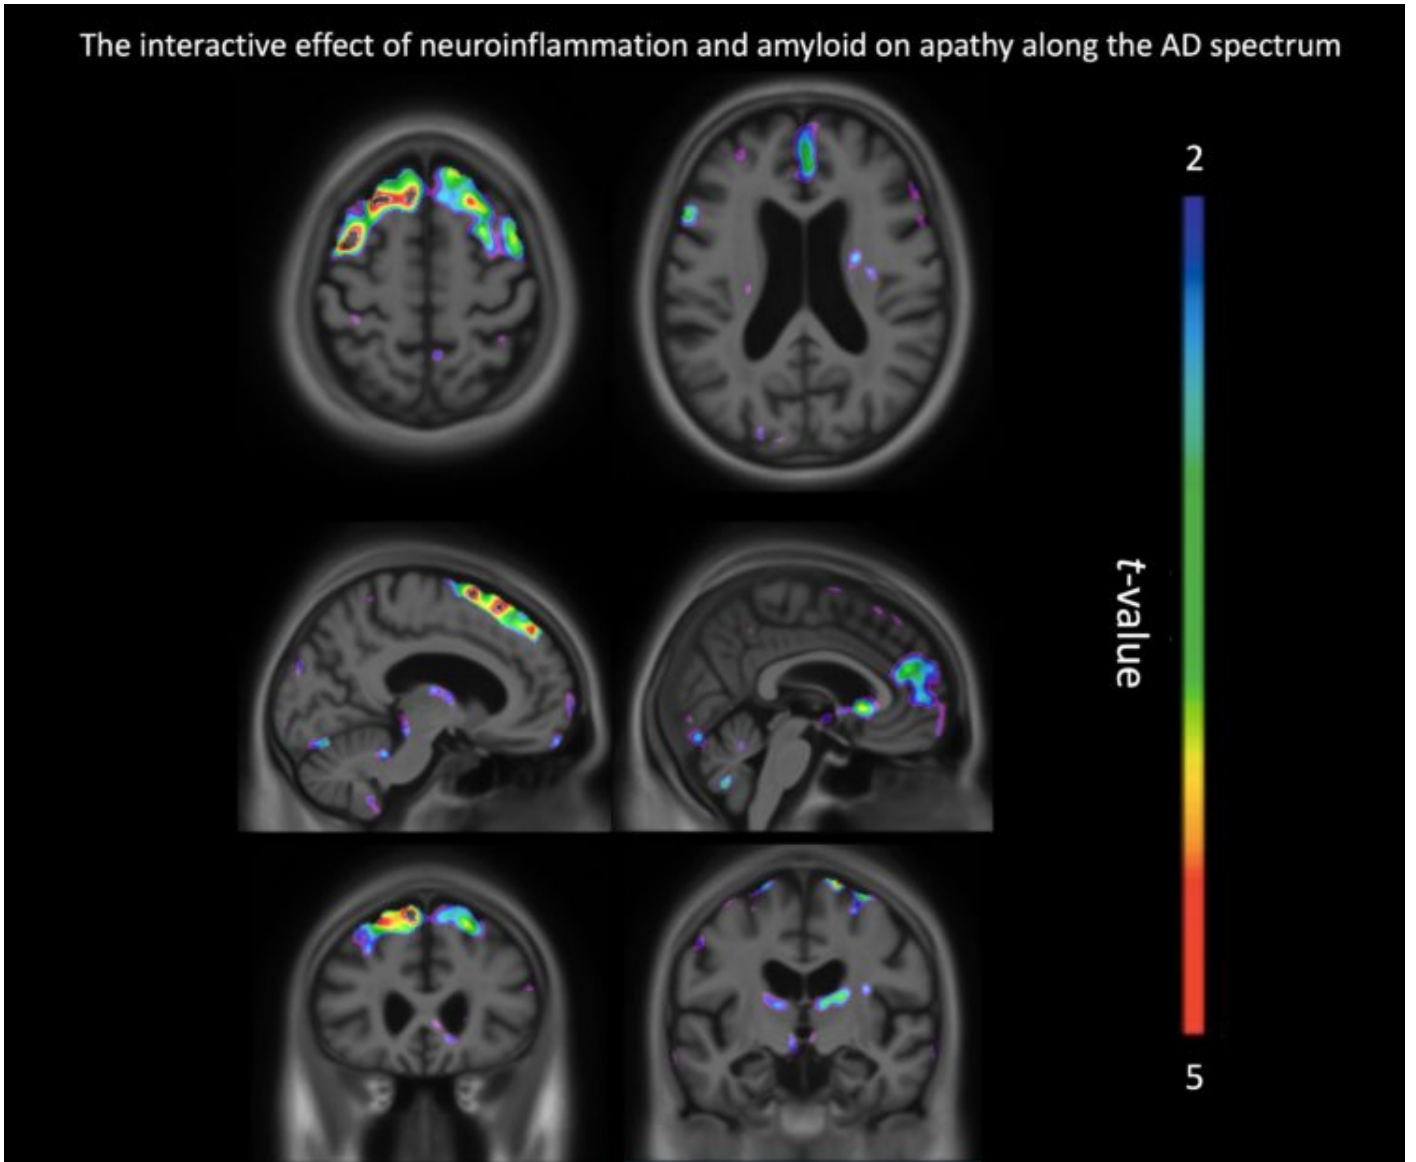 The interactive effect of neuroinflammation and amyloid on apathy along the AD spectrum
2
t-value
5